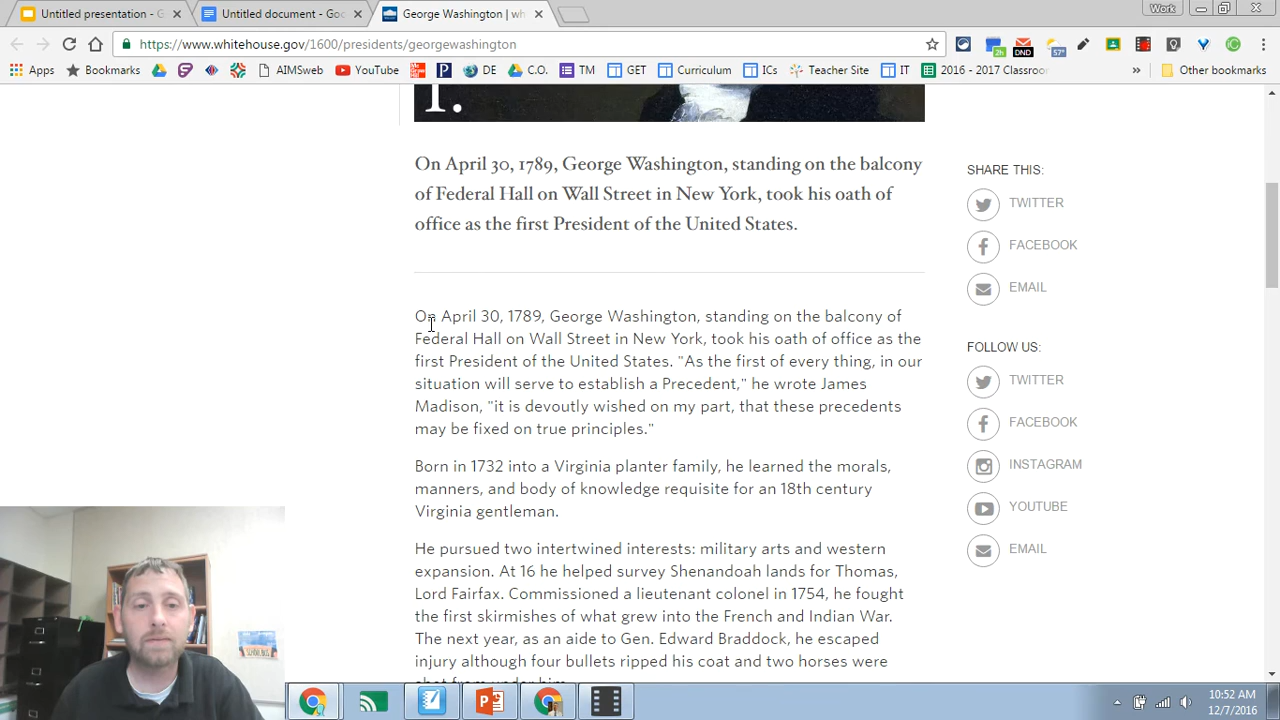 Untitled presentation - G
Untitled document - Goo
George Washington | wh
Work
https://www.whitehouse.gov/1600/presidents/georgewashington
2h
DND
57°
Apps
Bookmarks
AIMSweb
YouTube
DE
C.O.
TM
GET
Curriculum
ICs
Teacher Site
IT
2016 - 2017 Classroom
»
Other bookmarks
1.
On April 30, 1789, George Washington, standing on the balcony
of Federal Hall on Wall Street in New York, took his oath of
office as the first President of the United States.
On April 30, 1789, George Washington, standing on the balcony of
Federal Hall on Wall Street in New York, took his oath of office as the
first President of the United States. "As the first of every thing, in our
situation will serve to establish a Precedent," he wrote James
Madison, "it is devoutly wished on my part, that these precedents
may be fixed on true principles."
Born in 1732 into a Virginia planter family, he learned the morals,
manners, and body of knowledge requisite for an 18th century
Virginia gentleman.
He pursued two intertwined interests: military arts and western
expansion. At 16 he helped survey Shenandoah lands for Thomas,
Lord Fairfax. Commissioned a lieutenant colonel in 1754, he fought
the first skirmishes of what grew into the French and Indian War.
The next year, as an aide to Gen. Edward Braddock, he escaped
injury although four bullets ripped his coat and two horses were
SHARE THIS:
TWITTER
FACEBOOK
EMAIL
FOLLOW US:
TWITTER
FACEBOOK
INSTAGRAM
YOUTUBE
EMAIL
10:52 AM
12/7/2016